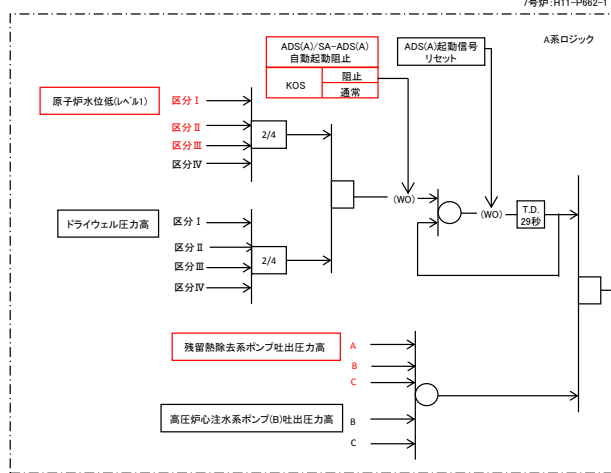 7号炉:H11-P662-1
A系ロジック
ADS(A)/SA-ADS(A)
自動起動阻止
KOS
阻止
通常
ADS(A)起動信号
リセット
原子炉水位低(レベル1)
区分Ⅰ
区分Ⅱ
区分Ⅲ
区分Ⅳ
2/4
(WO)
(WO)
T.D.
29秒
ドライウェル圧力高
区分Ⅰ
区分Ⅱ
区分Ⅲ
区分Ⅳ
2/4
残留熱除去系ポンプ吐出圧力高
A
B
C
高圧炉心注水系ポンプ(B)吐出圧力高
B
C